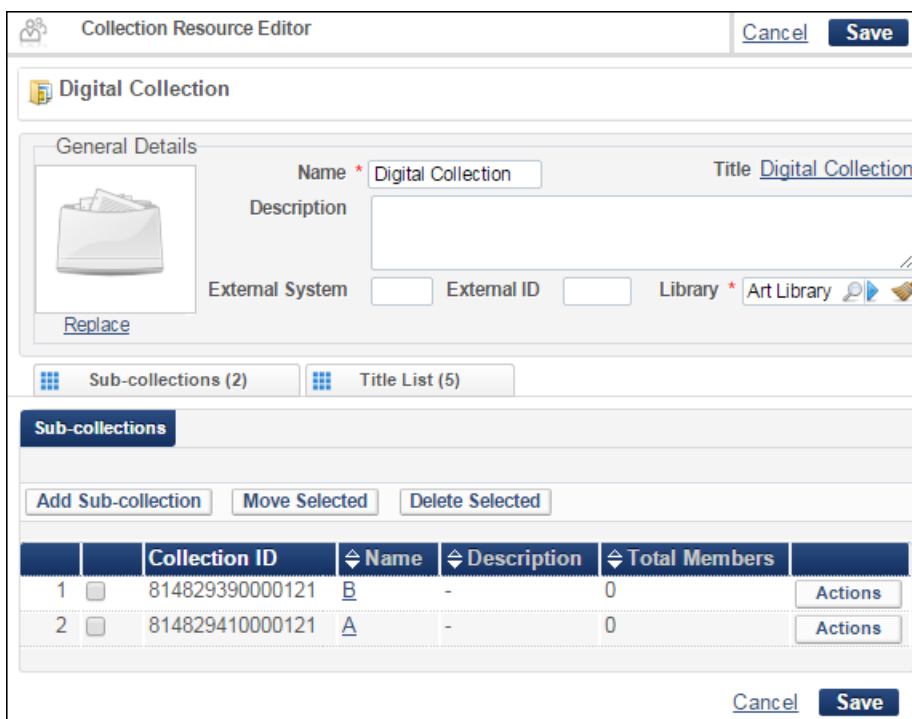 Collection Resource Editor Cancel Save
Digital Collection
General Details
Name * Digital Collection Title Digital Collection
Description
External System External ID Library * Art Library
Replace
Sub-collections (2) Title List (5)
Sub-collections
Add Sub-collection Move Selected Delete Selected
Collection ID Name Description Total Members
1 814829390000121 B - 0 Actions
2 814829410000121 A - 0 Actions
Cancel Save